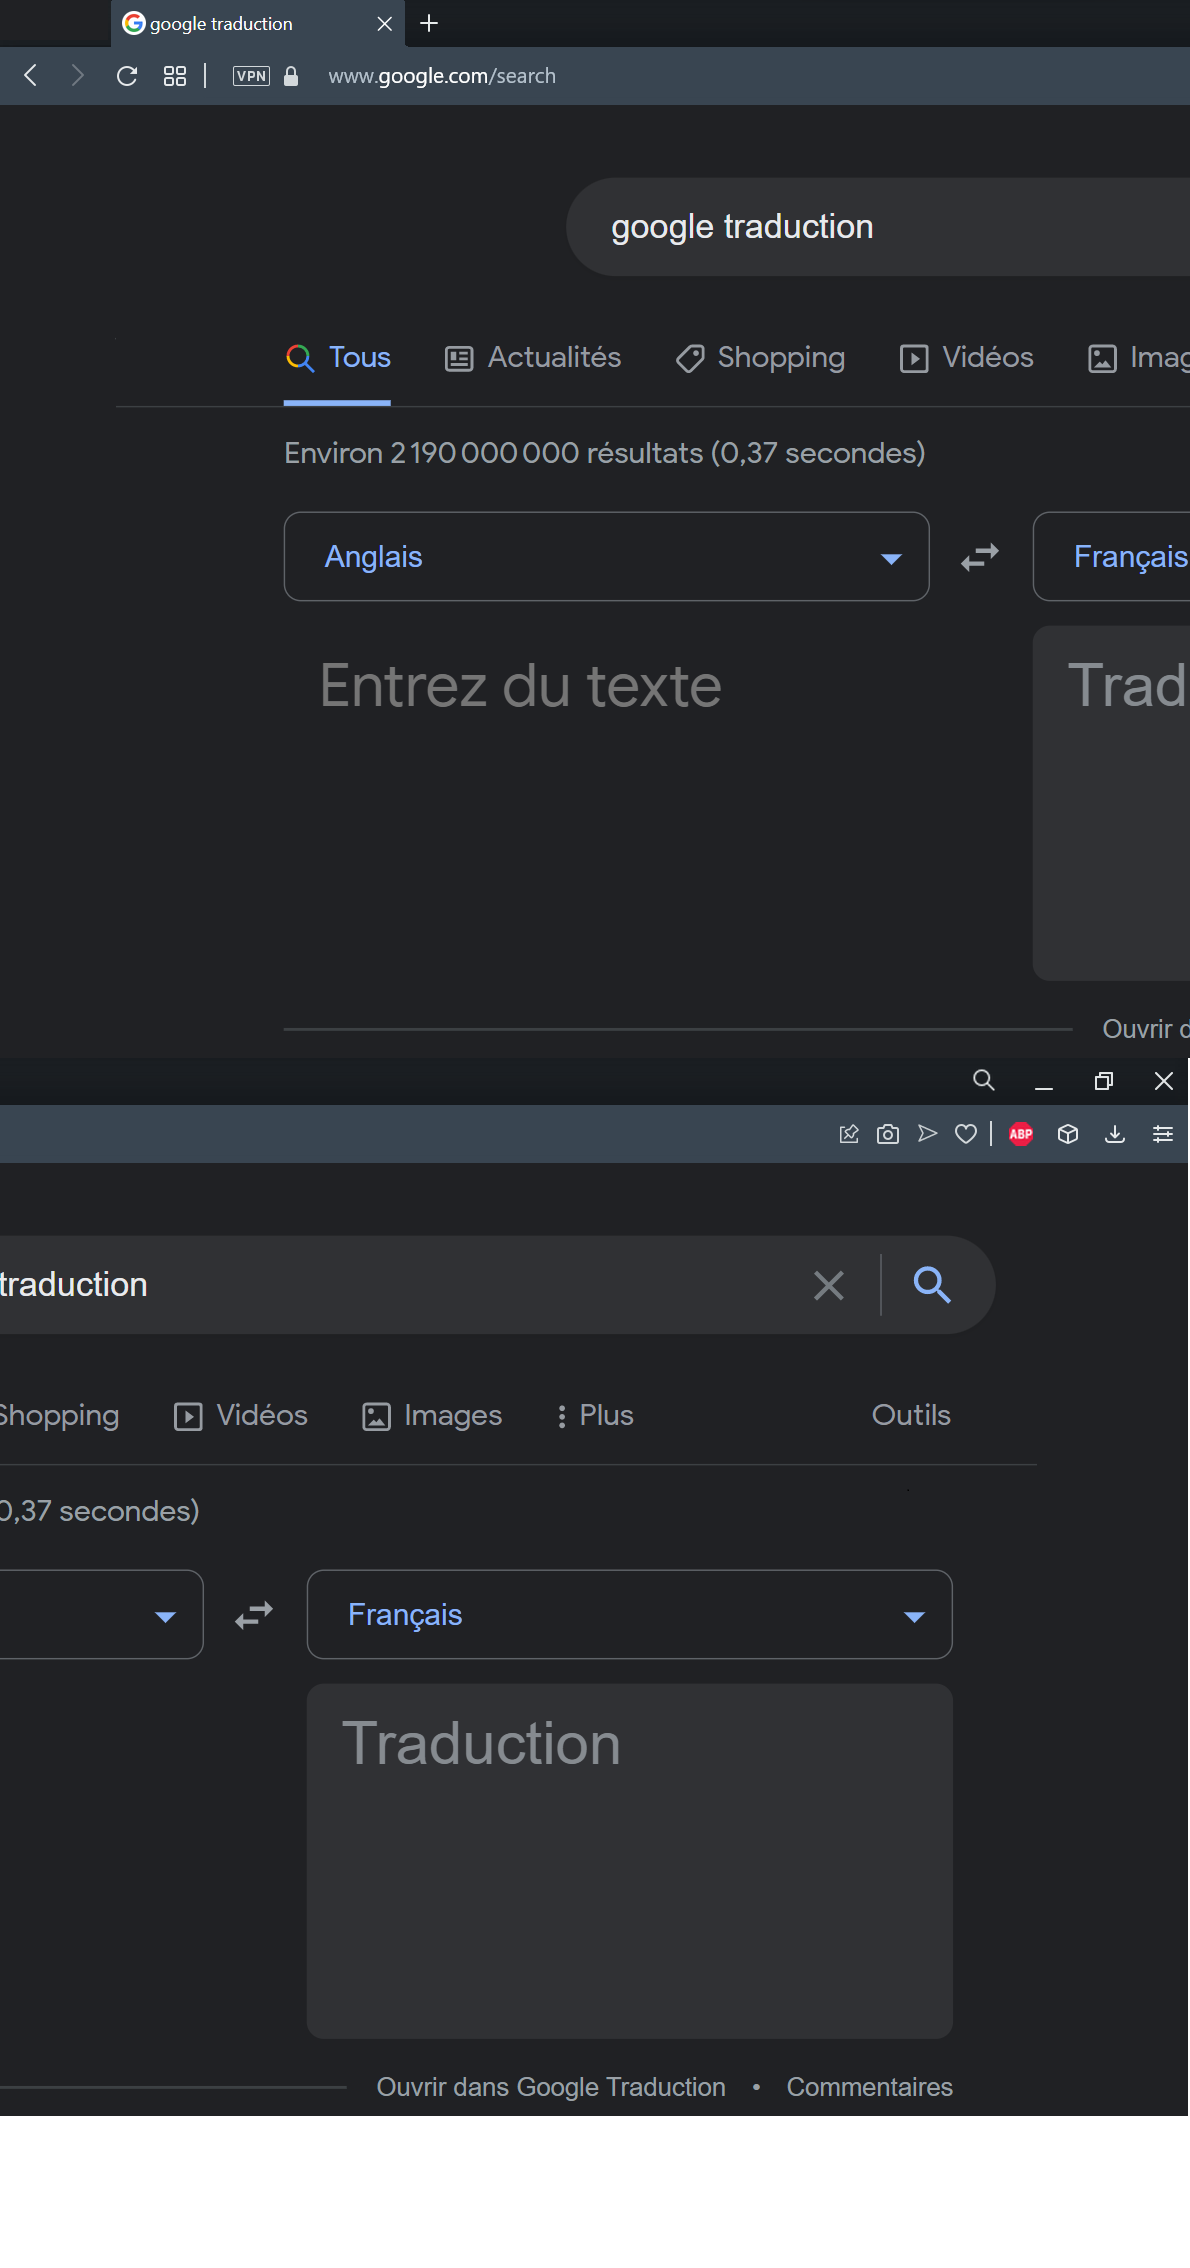 google traduction
VPN www.google.com/search
google traduction
Tous Actualités Shopping Vidéos Imag
Environ 2 190 000 000 résultats (0,37 secondes)
Anglais Français
Entrez du texte Trad
Ouvrir d
ABP
traduction
Shopping Vidéos Images Plus Outils
0,37 secondes)
Français
Traduction
Ouvrir dans Google Traduction • Commentaires